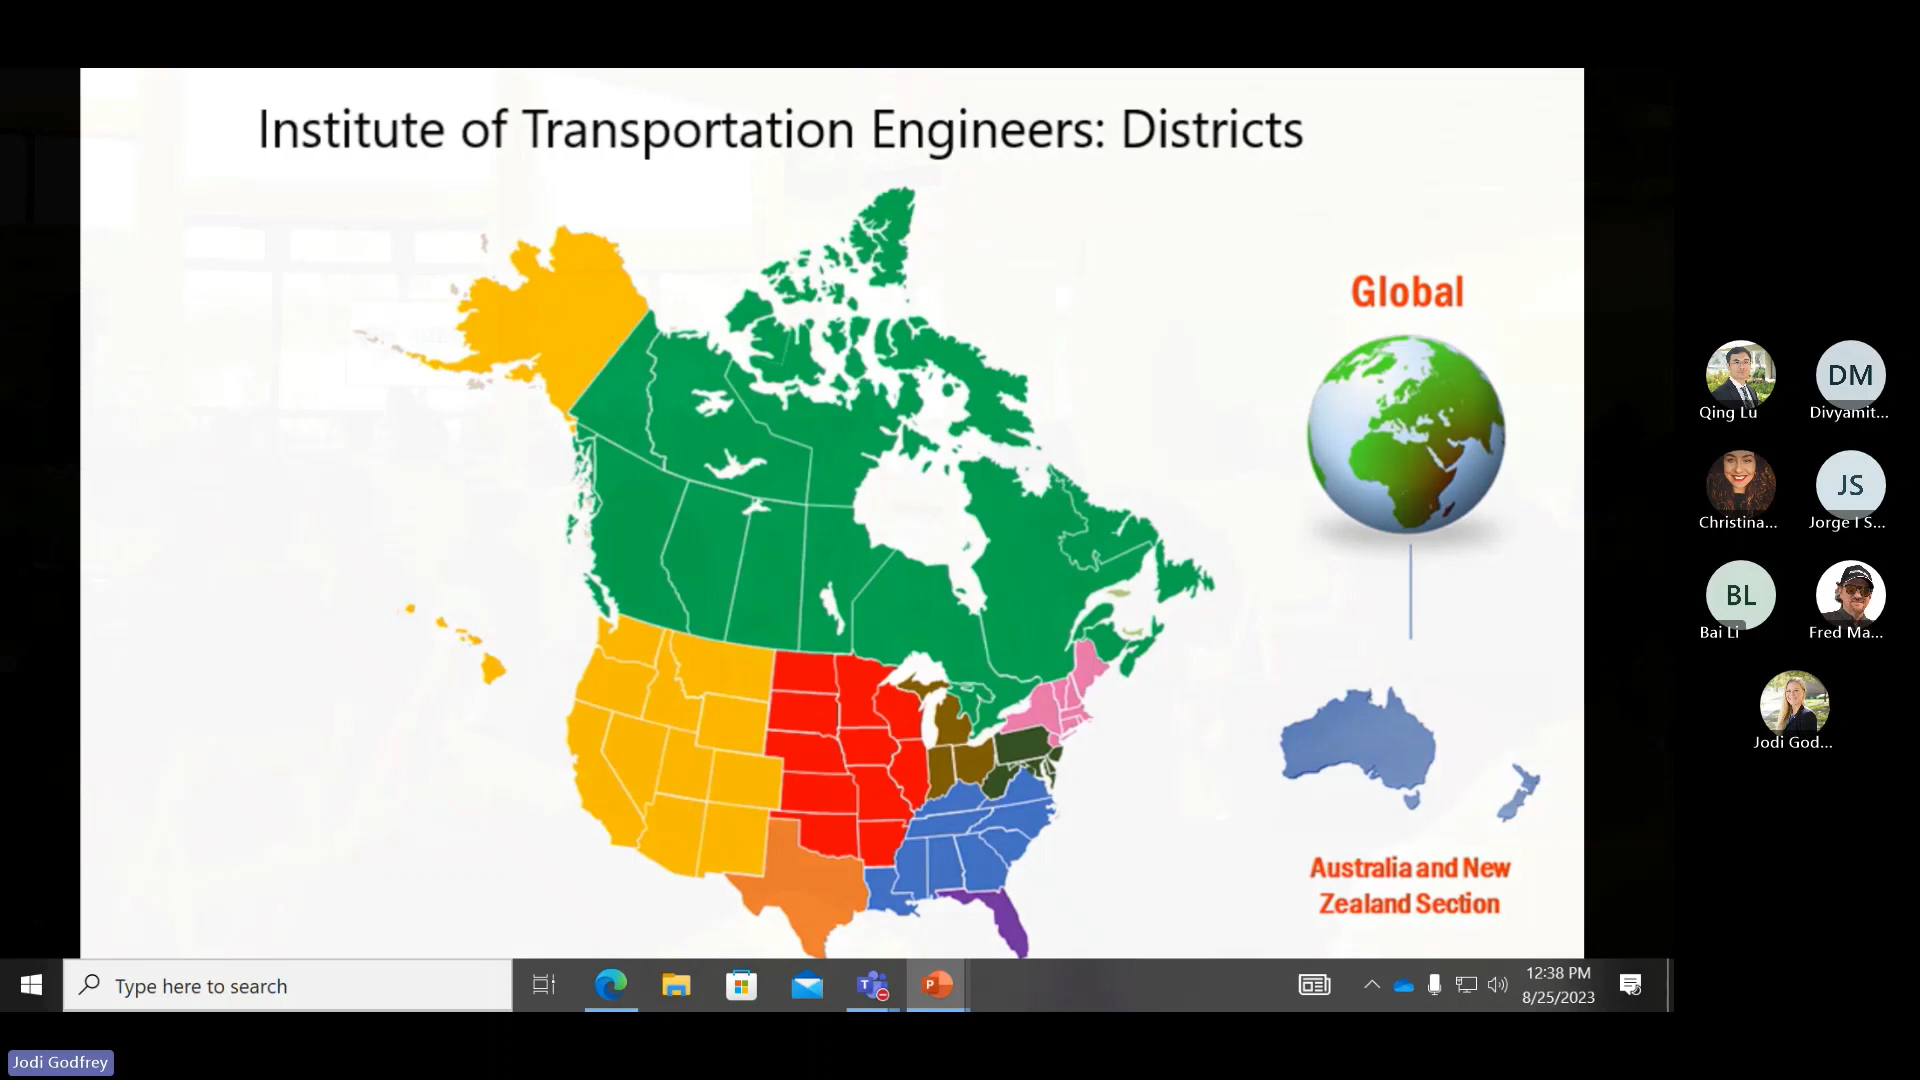 Institute of Transportation Engineers: Districts
Global
Australia and New
Zealand Section
Qing Lu
DM
Divyamit...
Christina...
JS
Jorge I S...
BL
Bai Li
Fred Ma...
Jodi God...
Type here to search
12:38 PM
8/25/2023
Jodi Godfrey